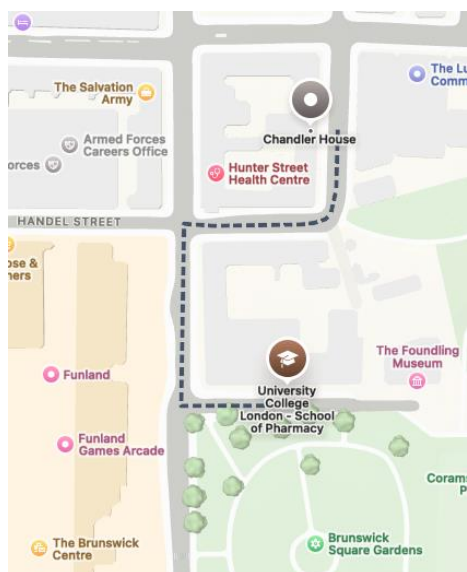 The Salvation
Army
The Lu
Comm
Chandler House
Armed Forces
Careers Office
orces
Hunter Street
Health Centre
HANDEL STREET
ose &
ners
The Foundling
Museum
Funland
University
College
London - School
of Pharmacy
Funland
Games Arcade
Corams
P
The Brunswick
Centre
Brunswick
Square Gardens